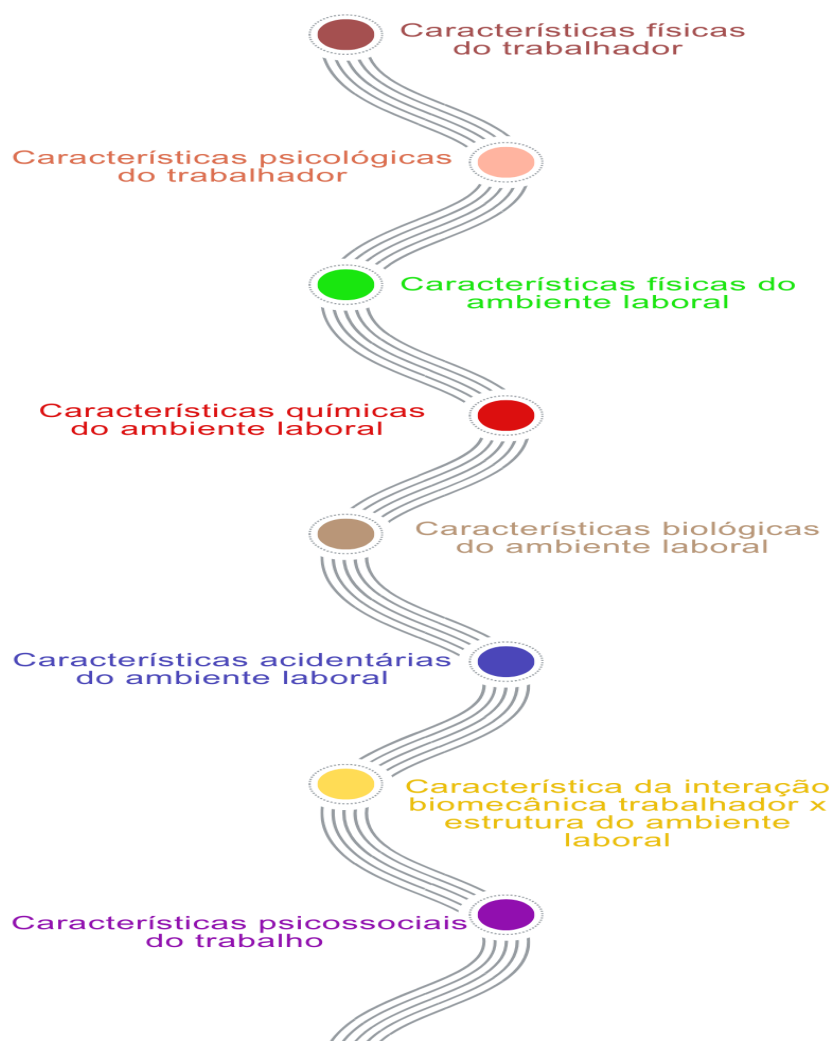 Características físicas
do trabalhador
Características psicológicas
do trabalhador
Características físicas do
ambiente laboral
Características químicas
do ambiente laboral
Características biológicas
do ambiente laboral
Características acidentárias
do ambiente laboral
Característica da interação
biomecânica trabalhador x
estrutura do ambiente
laboral
Características psicossociais
do trabalho